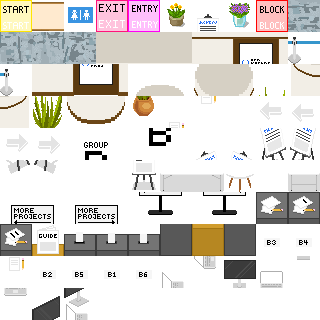 START
START
EXIT
EXIT
ENTRY
ENTRY
BLOCK
BLOCK
GROUP
MORE
PROJECTS
MORE
PROJECTS
GUIDE
B3
B4
B2
B5
B1
B6